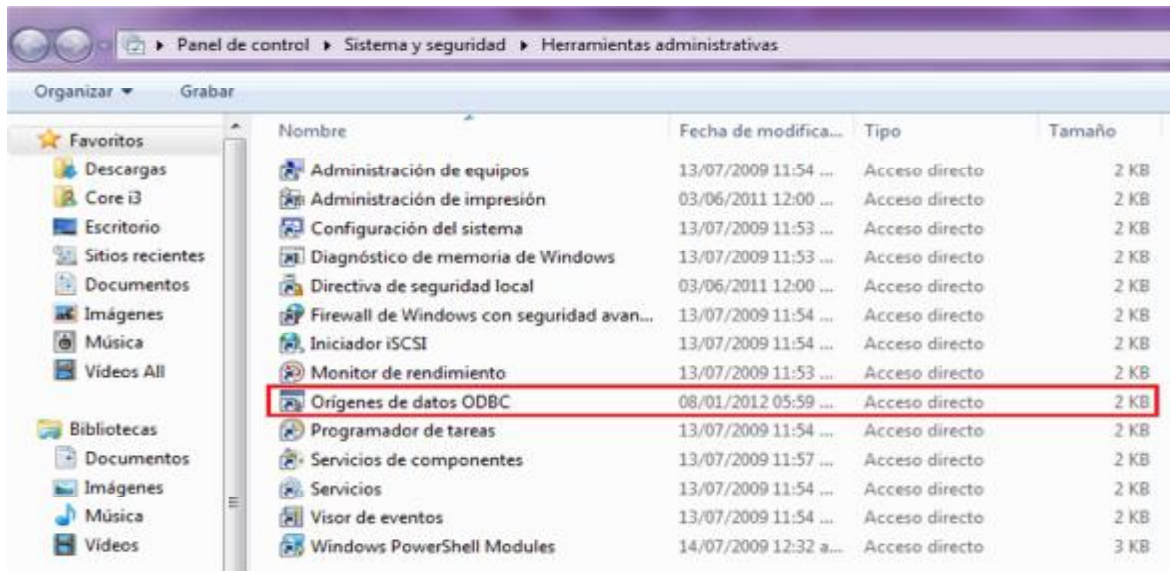 Panel de control ▸ Sistema y seguridad ▸ Herramientas administrativas
Organizar Grabar
Nombre Fecha de modifica... Tipo Tamaño
Favoritos
Descargas
Core i3
Escritorio
Sitios recientes
Documentos
Imágenes
Música
Vídeos All
Bibliotecas
Documentos
Imágenes
Música
Vídeos
Administración de equipos 13/07/2009 11:54 ... Acceso directo 2 KB
Administración de impresión 03/06/2011 12:00 ... Acceso directo 2 KB
Configuración del sistema 13/07/2009 11:53 ... Acceso directo 2 KB
Diagnóstico de memoria de Windows 13/07/2009 11:53 ... Acceso directo 2 KB
Directiva de seguridad local 03/06/2011 12:00 ... Acceso directo 2 KB
Firewall de Windows con seguridad avan... 13/07/2009 11:54 ... Acceso directo 2 KB
Iniciador iSCSI 13/07/2009 11:54 ... Acceso directo 2 KB
Monitor de rendimiento 13/07/2009 11:53 ... Acceso directo 2 KB
Orígenes de datos ODBC 08/01/2012 05:59 ... Acceso directo 2 KB
Programador de tareas 13/07/2009 11:54 ... Acceso directo 2 KB
Servicios de componentes 13/07/2009 11:57 ... Acceso directo 2 KB
Servicios 13/07/2009 11:54 ... Acceso directo 2 KB
Visor de eventos 13/07/2009 11:54 ... Acceso directo 2 KB
Windows PowerShell Modules 14/07/2009 12:32 a... Acceso directo 3 KB